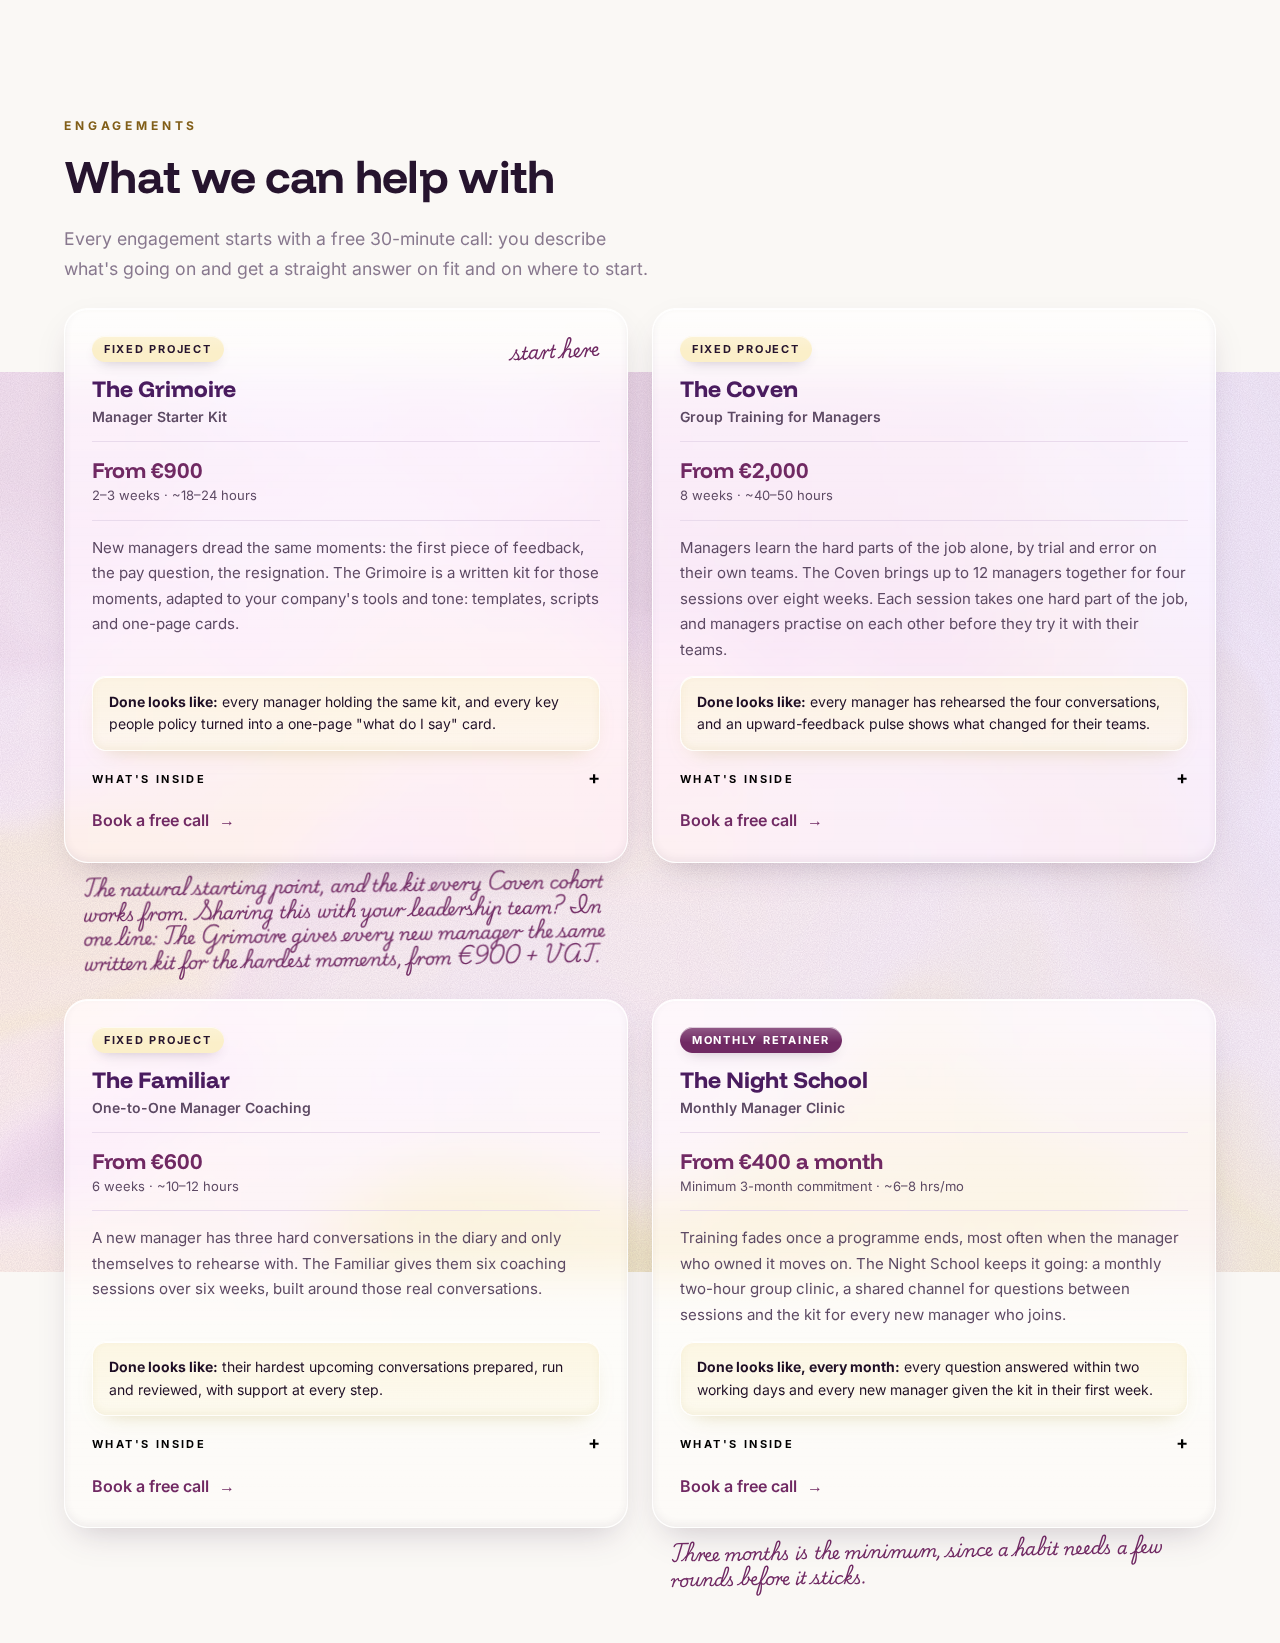 ENGAGEMENTS
What we can help with
Every engagement starts with a free 30-minute call: you describe
what's going on and get a straight answer on fit and on where to start.
FIXED PROJECT
start here
The Grimoire
Manager Starter Kit
From €900
2–3 weeks · ~18–24 hours
New managers dread the same moments: the first piece of feedback,
the pay question, the resignation. The Grimoire is a written kit for those
moments, adapted to your company's tools and tone: templates, scripts
and one-page cards.
Done looks like: every manager holding the same kit, and every key
people policy turned into a one-page "what do I say" card.
WHAT'S INSIDE +
Book a free call →
The natural starting point, and the kit every Coven cohort
works from. Sharing this with your leadership team? In
one line: The Grimoire gives every new manager the same
written kit for the hardest moments, from €900 + VAT.
FIXED PROJECT
The Coven
Group Training for Managers
From €2,000
8 weeks · ~40–50 hours
Managers learn the hard parts of the job alone, by trial and error on
their own teams. The Coven brings up to 12 managers together for four
sessions over eight weeks. Each session takes one hard part of the job,
and managers practise on each other before they try it with their
teams.
Done looks like: every manager has rehearsed the four conversations,
and an upward-feedback pulse shows what changed for their teams.
WHAT'S INSIDE +
Book a free call →
FIXED PROJECT
The Familiar
One-to-One Manager Coaching
From €600
6 weeks · ~10–12 hours
A new manager has three hard conversations in the diary and only
themselves to rehearse with. The Familiar gives them six coaching
sessions over six weeks, built around those real conversations.
Done looks like: their hardest upcoming conversations prepared, run
and reviewed, with support at every step.
WHAT'S INSIDE +
Book a free call →
MONTHLY RETAINER
The Night School
Monthly Manager Clinic
From €400 a month
Minimum 3-month commitment · ~6–8 hrs/mo
Training fades once a programme ends, most often when the manager
who owned it moves on. The Night School keeps it going: a monthly
two-hour group clinic, a shared channel for questions between
sessions and the kit for every new manager who joins.
Done looks like, every month: every question answered within two
working days and every new manager given the kit in their first week.
WHAT'S INSIDE +
Book a free call →
Three months is the minimum, since a habit needs a few
rounds before it sticks.